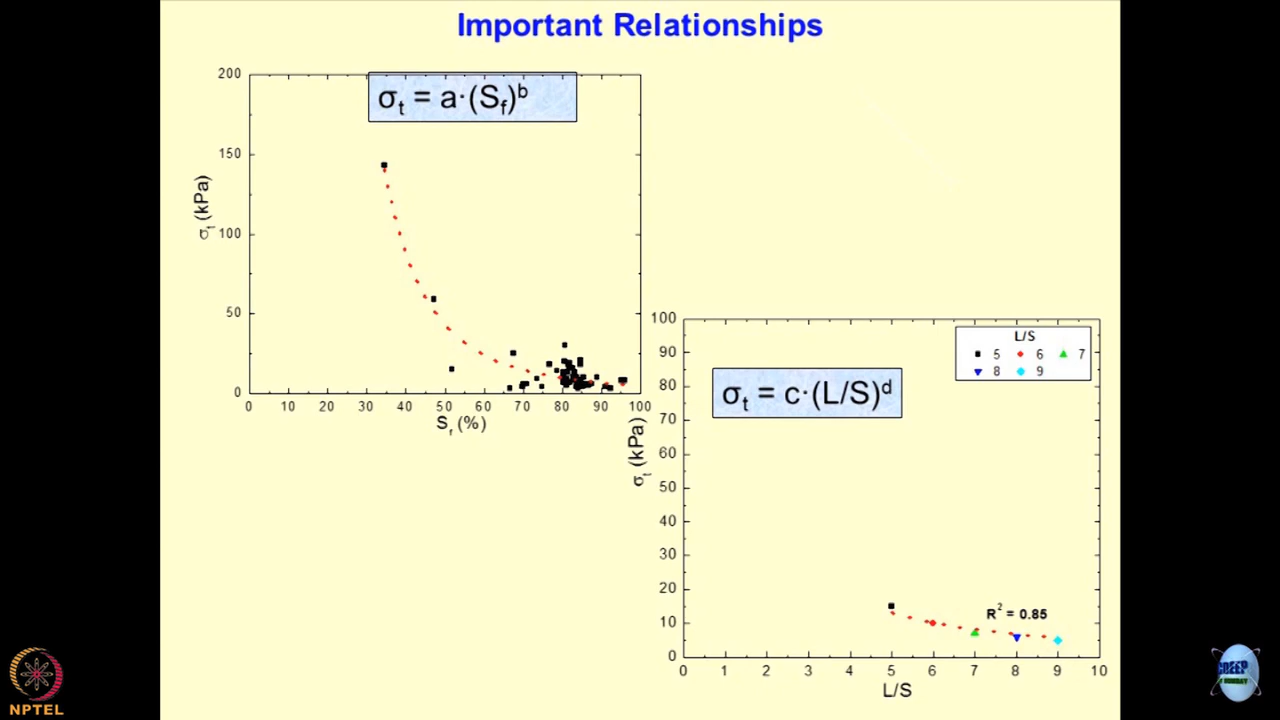 Important Relationships
σt = a·(Sf)b
200
150
100
50
0
σt (kPa)
0 10 20 30 40 50 60 70 80 90 100
Sr (%)
σt = c·(L/S)d
L/S
5 6 7
8 9
100
90
80
70
60
50
40
30
20
10
0
σt (kPa)
R2 = 0.85
0 1 2 3 4 5 6 7 8 9 10
L/S
NPTEL